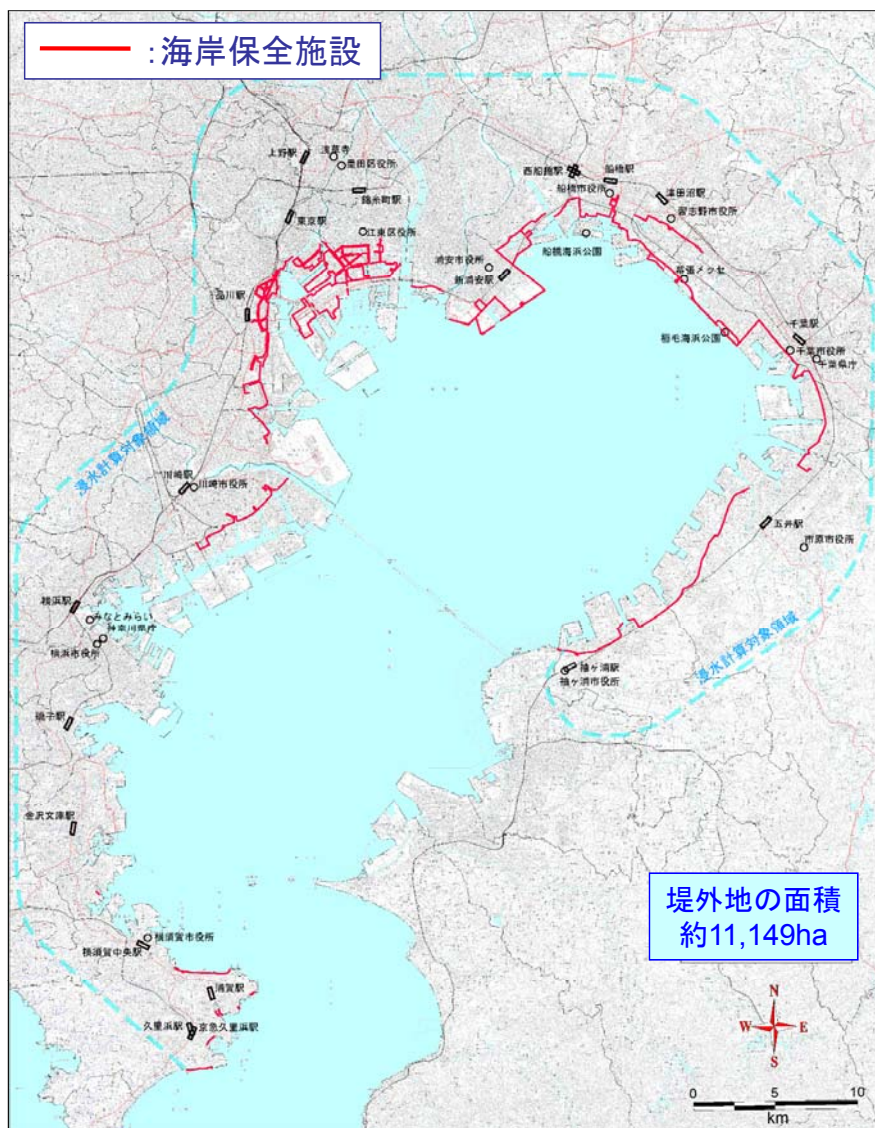 :海岸保全施設
上野駅
浅草寺
墨田区役所
錦糸町駅
東京駅
江東区役所
品川駅
西船橋駅
船橋駅
船橋市役所
津田沼駅
習志野市役所
船橋海浜公園
浦安市役所
新浦安駅
幕張メッセ
稲毛海浜公園
千葉駅
千葉市役所
千葉県庁
浸水計算対象領域
川崎駅
川崎市役所
五井駅
市原市役所
横浜駅
みなとみらい
神奈川県庁
横浜市役所
浸水計算対象領域
袖ヶ浦駅
袖ヶ浦市役所
磯子駅
金沢文庫駅
堤外地の面積
約11,149ha
横須賀市役所
横須賀中央駅
浦賀駅
久里浜駅
京急久里浜駅
N
W
E
S
0 5 10
km